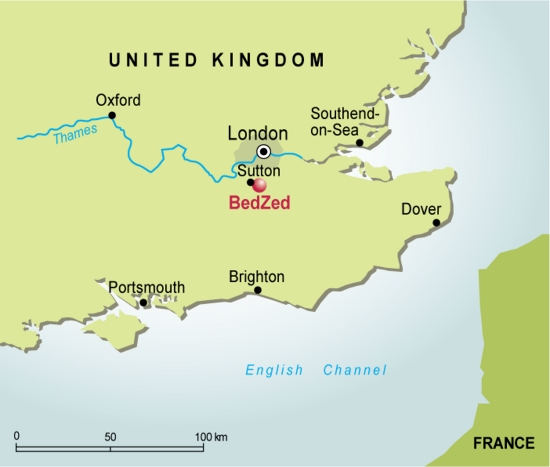 UNITED KINGDOM
Oxford
Thames
Southend-
on-Sea
London
Sutton
BedZed
Dover
Portsmouth
Brighton
English Channel
0 50 100 km
FRANCE